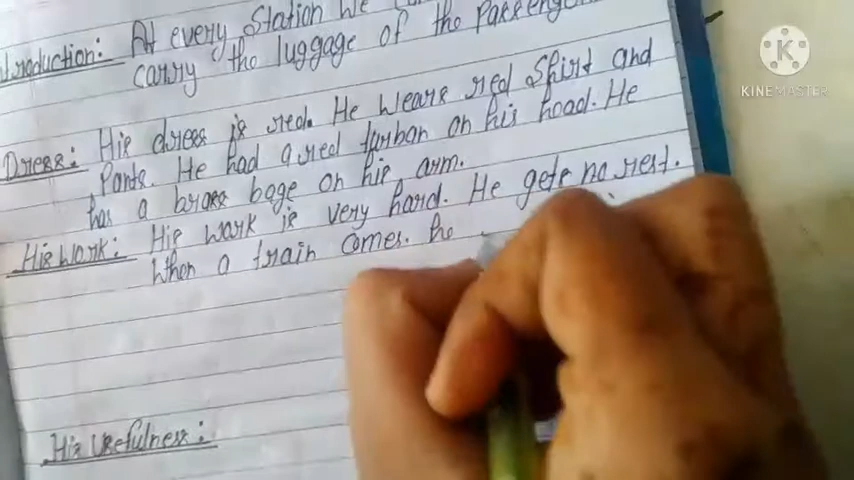 At every Station we
Introduction: carry the luggage of the Passengers
Dress: His dress is red. He wears red Shirt and
Pants. He had a red turban on his head. He
has a brass bage on his arm.
His Work: His work is very hard. He gets no rest.
When a train comes. he
His Usefulness:
KINEMASTER